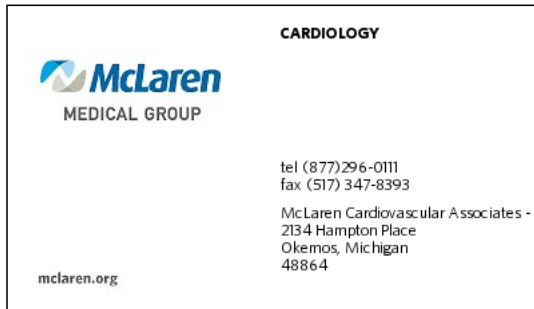 CARDIOLOGY
McLaren
MEDICAL GROUP
tel (877)296-0111
fax (517) 347-8393
McLaren Cardiovascular Associates -
2134 Hampton Place
Okemos, Michigan
48864
mclaren.org